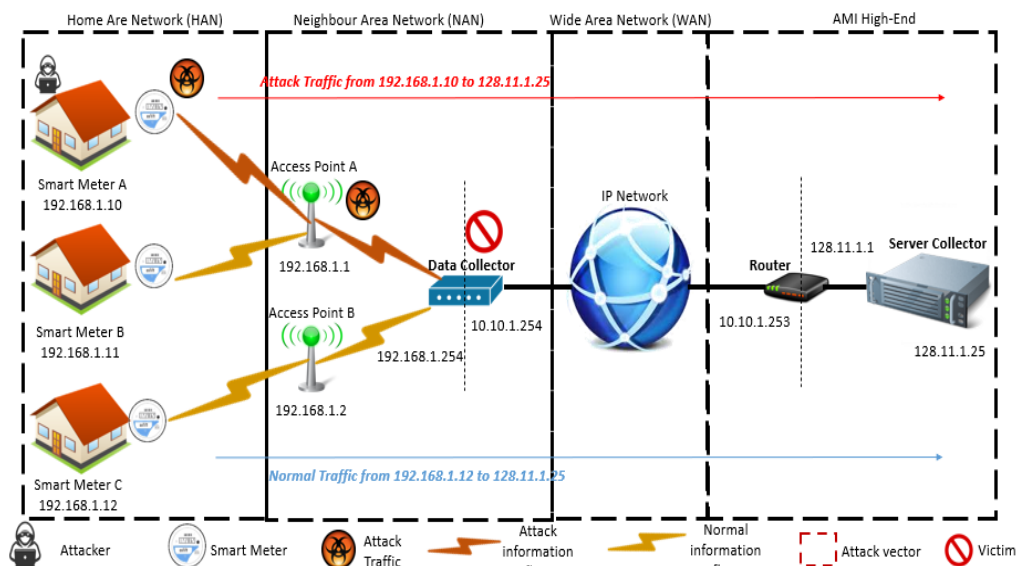 Home Are Network (HAN)
Neighbour Area Network (NAN)
Wide Area Network (WAN)
AMI High-End
Attack Traffic from 192.168.1.10 to 128.11.1.25
Smart Meter A
192.168.1.10
Access Point A
192.168.1.1
IP Network
128.11.1.1
Server Collector
Smart Meter B
192.168.1.11
Data Collector
Router
Access Point B
10.10.1.254
10.10.1.253
192.168.1.254
128.11.1.25
192.168.1.2
Smart Meter C
192.168.1.12
Normal Traffic from 192.168.1.12 to 128.11.1.25
Attacker
Smart Meter
Attack
Traffic
Attack
information
Normal
information
Attack vector
Victim